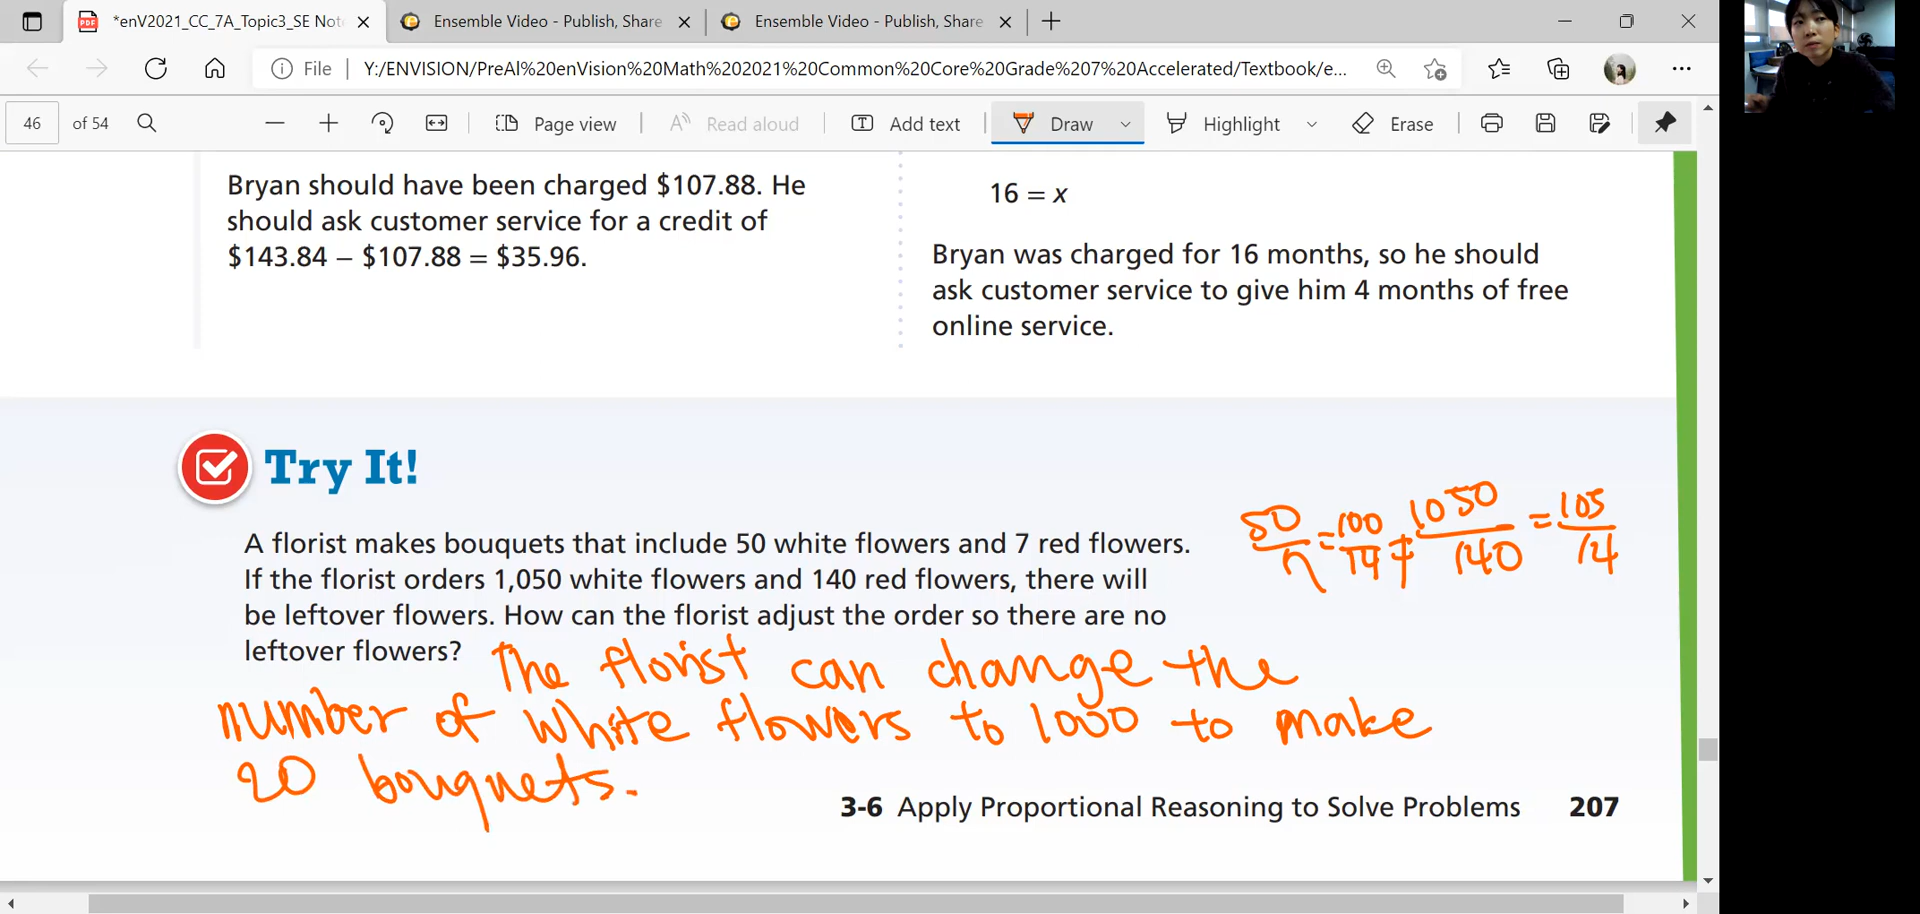 *enV2021_CC_7A_Topic3_SE Not
Ensemble Video - Publish, Share
Ensemble Video - Publish, Share
File
Y:/ENVISION/PreAl%20enVision%20Math%202021%20Common%20Core%20Grade%207%20Accelerated/Textbook/e...
46 of 54
Page view
Read aloud
Add text
Draw
Highlight
Erase
Bryan should have been charged $107.88. He
should ask customer service for a credit of
$143.84 − $107.88 = $35.96.
16 = x
Bryan was charged for 16 months, so he should
ask customer service to give him 4 months of free
online service.
Try It!
A florist makes bouquets that include 50 white flowers and 7 red flowers.
If the florist orders 1,050 white flowers and 140 red flowers, there will
be leftover flowers. How can the florist adjust the order so there are no
leftover flowers?
50/7 = 100/14 ≠ 1050/140 = 105/14
The florist can change the
number of white flowers to 1000 to make
20 bouquets.
3-6 Apply Proportional Reasoning to Solve Problems 207